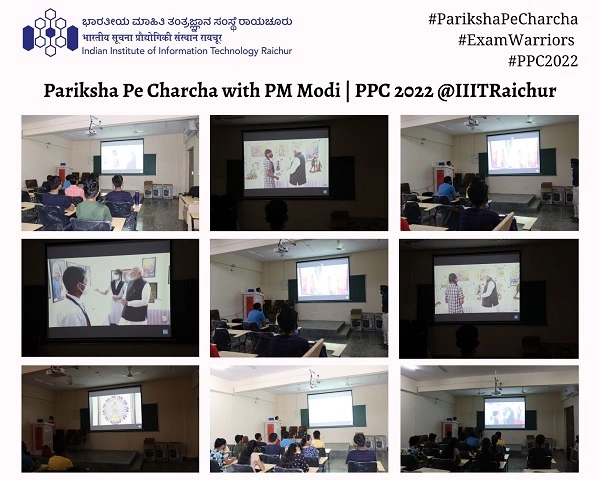 ಭಾರತೀಯ ಮಾಹಿತಿ ತಂತ್ರಜ್ಞಾನ ಸಂಸ್ಥೆ ರಾಯಚೂರು
भारतीय सूचना प्रौद्योगिकी संस्थान रायचूर
Indian Institute of Information Technology Raichur
#ParikshaPeCharcha
#ExamWarriors
#PPC2022
Pariksha Pe Charcha with PM Modi | PPC 2022 @IIITRaichur